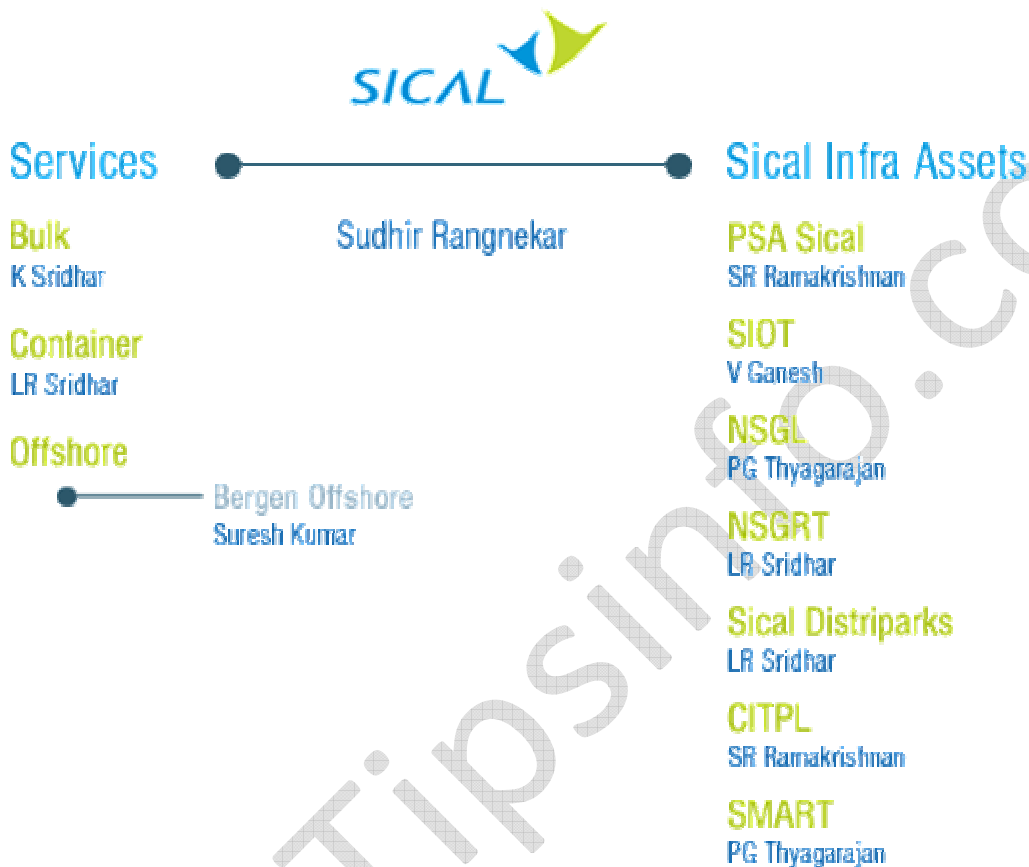 SICAL
Services
Sical Infra Assets
Sudhir Rangnekar
Bulk
K Sridhar
Container
LR Sridhar
Offshore
Bergen Offshore
Suresh Kumar
PSA Sical
SR Ramakrishnan
SIOT
V Ganesh
NSGL
PG Thyagarajan
NSGRT
LR Sridhar
Sical Distriparks
LR Sridhar
CITPL
SR Ramakrishnan
SMART
PG Thyagarajan
Tipsinfo.co